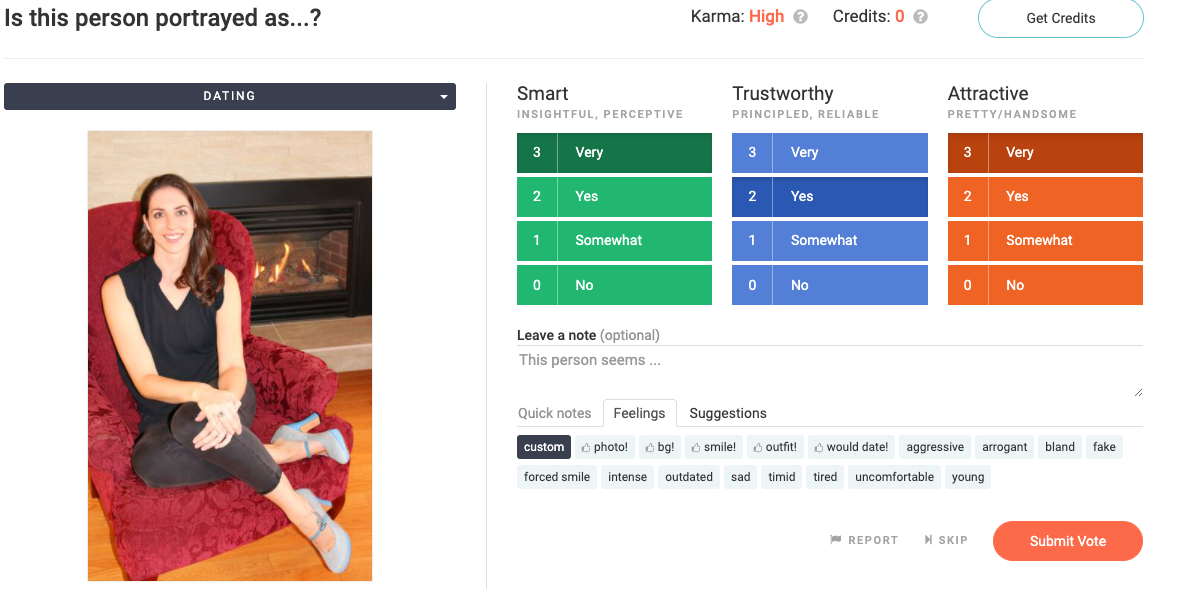 Is this person portrayed as...?
Karma: High ? Credits: 0 ?
Get Credits
DATING
Smart
INSIGHTFUL, PERCEPTIVE
3 Very
2 Yes
1 Somewhat
0 No
Trustworthy
PRINCIPLED, RELIABLE
3 Very
2 Yes
1 Somewhat
0 No
Attractive
PRETTY/HANDSOME
3 Very
2 Yes
1 Somewhat
0 No
Leave a note (optional)
This person seems ...
Quick notes Feelings Suggestions
custom photo! bg! smile! outfit! would date! aggressive arrogant bland fake
forced smile intense outdated sad timid tired uncomfortable young
REPORT SKIP Submit Vote